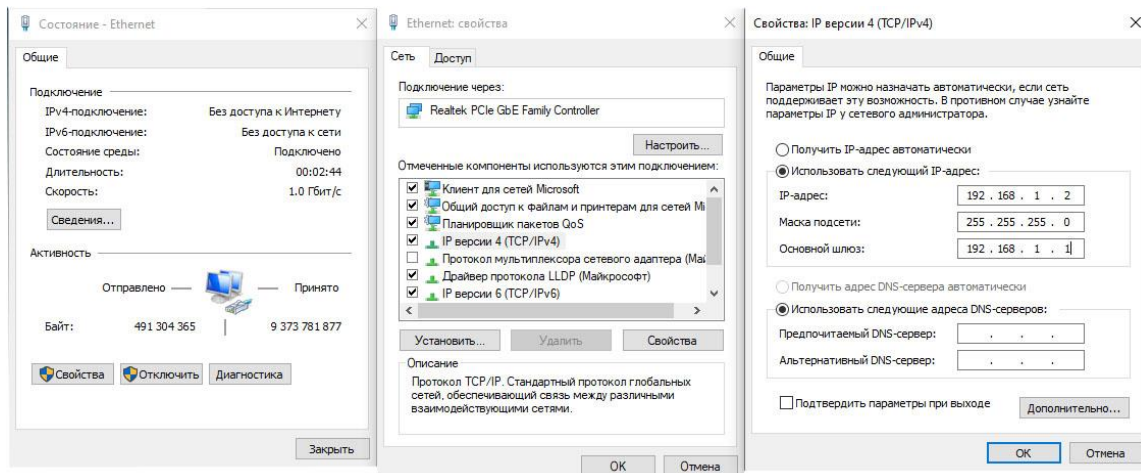 Состояние - Ethernet
Общие
Подключение
IPv4-подключение: Без доступа к Интернету
IPv6-подключение: Без доступа к сети
Состояние среды: Подключено
Длительность: 00:02:44
Скорость: 1.0 Гбит/с
Сведения...
Активность
Отправлено — — Принято
Байт: 491 304 365 9 373 781 877
Свойства Отключить Диагностика
Закрыть
Ethernet: свойства
Сеть Доступ
Подключение через:
Realtek PCIe GbE Family Controller
Настроить...
Отмеченные компоненты используются этим подключением:
Клиент для сетей Microsoft
Общий доступ к файлам и принтерам для сетей Mi
Планировщик пакетов QoS
IP версии 4 (TCP/IPv4)
Протокол мультиплексора сетевого адаптера (Май
Драйвер протокола LLDP (Майкрософт)
IP версии 6 (TCP/IPv6)
Установить... Удалить Свойства
Описание
Протокол TCP/IP. Стандартный протокол глобальных
сетей, обеспечивающий связь между различными
взаимодействующими сетями.
ОК Отмена
Свойства: IP версии 4 (TCP/IPv4)
Общие
Параметры IP можно назначать автоматически, если сеть
поддерживает эту возможность. В противном случае узнайте
параметры IP у сетевого администратора.
Получить IP-адрес автоматически
Использовать следующий IP-адрес:
IP-адрес: 192 . 168 . 1 . 2
Маска подсети: 255 . 255 . 255 . 0
Основной шлюз: 192 . 168 . 1 . 1
Получить адрес DNS-сервера автоматически
Использовать следующие адреса DNS-серверов:
Предпочитаемый DNS-сервер: . . .
Альтернативный DNS-сервер: . . .
Подтвердить параметры при выходе
Дополнительно...
ОК Отмена